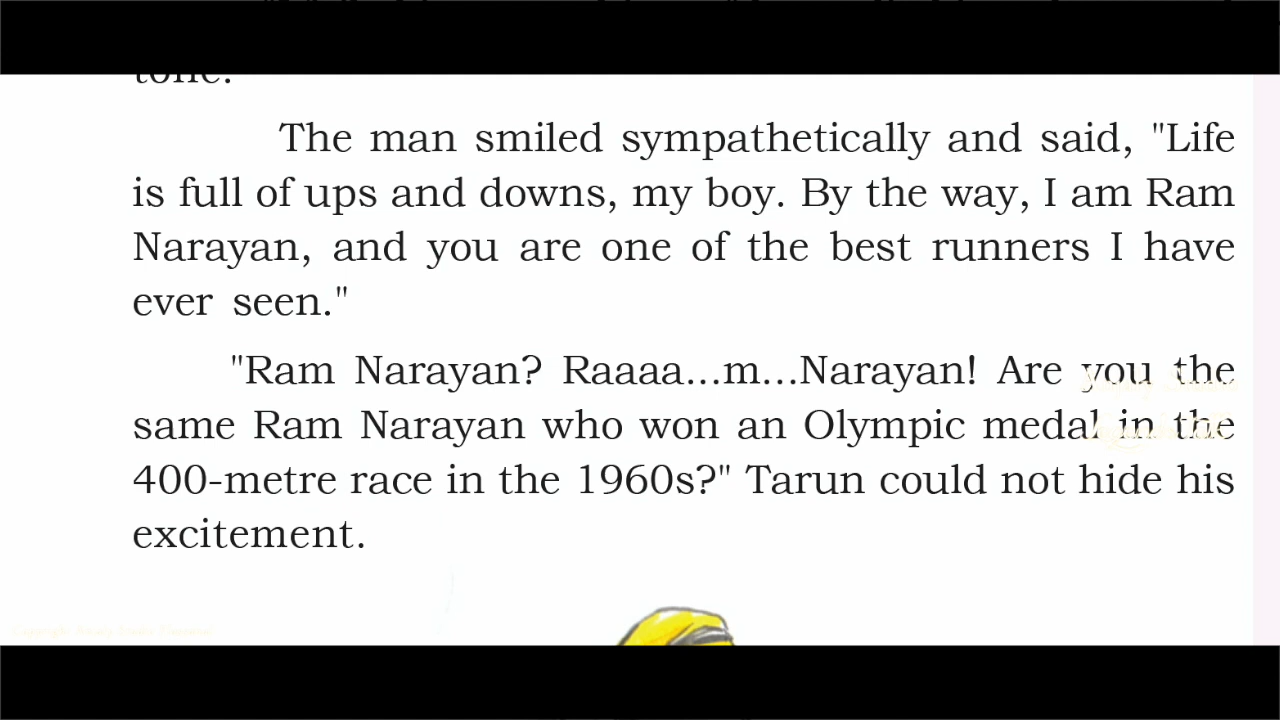 tone.
The man smiled sympathetically and said, "Life
is full of ups and downs, my boy. By the way, I am Ram
Narayan, and you are one of the best runners I have
ever seen."
"Ram Narayan? Raaaa...m...Narayan! Are you the
same Ram Narayan who won an Olympic medal in the
400-metre race in the 1960s?" Tarun could not hide his
excitement.